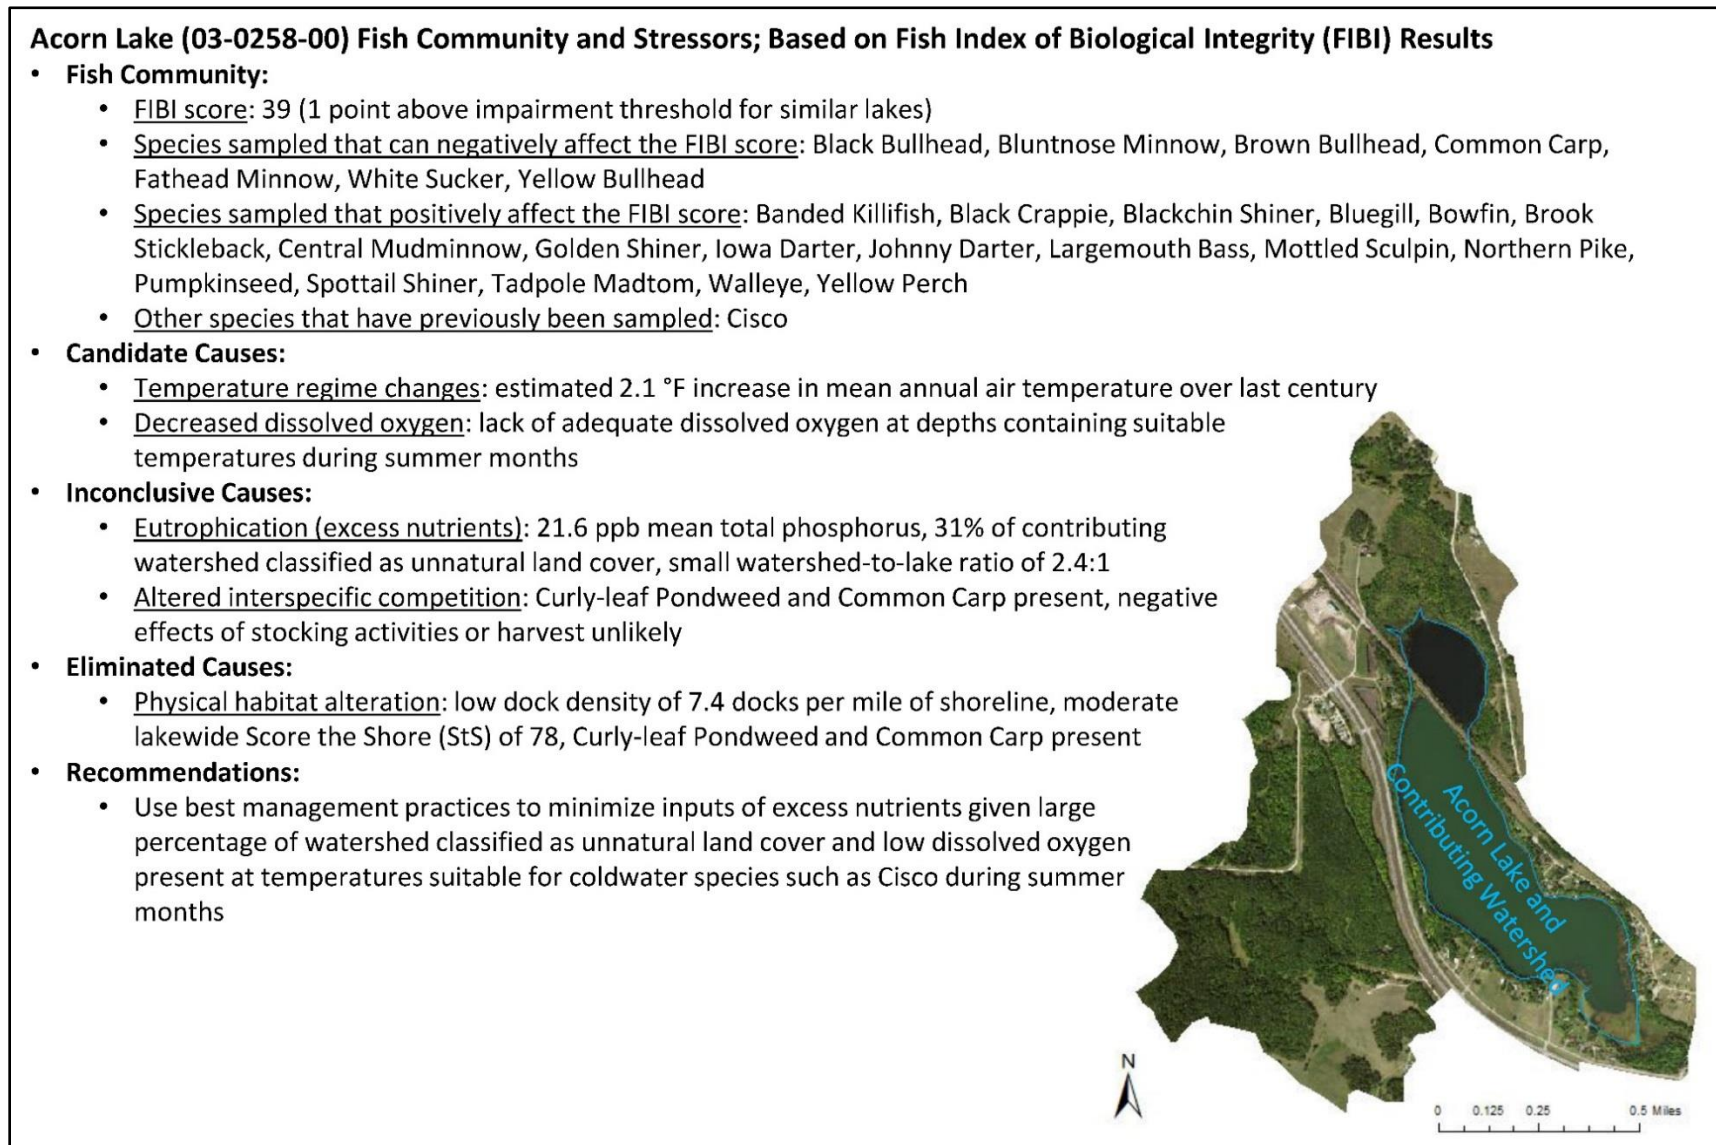 Acorn Lake (03-0258-00) Fish Community and Stressors; Based on Fish Index of Biological Integrity (FIBI) Results
• Fish Community:
• FIBI score: 39 (1 point above impairment threshold for similar lakes)
• Species sampled that can negatively affect the FIBI score: Black Bullhead, Bluntnose Minnow, Brown Bullhead, Common Carp,
Fathead Minnow, White Sucker, Yellow Bullhead
• Species sampled that positively affect the FIBI score: Banded Killifish, Black Crappie, Blackchin Shiner, Bluegill, Bowfin, Brook
Stickleback, Central Mudminnow, Golden Shiner, Iowa Darter, Johnny Darter, Largemouth Bass, Mottled Sculpin, Northern Pike,
Pumpkinseed, Spottail Shiner, Tadpole Madtom, Walleye, Yellow Perch
• Other species that have previously been sampled: Cisco
• Candidate Causes:
• Temperature regime changes: estimated 2.1 °F increase in mean annual air temperature over last century
• Decreased dissolved oxygen: lack of adequate dissolved oxygen at depths containing suitable
temperatures during summer months
• Inconclusive Causes:
• Eutrophication (excess nutrients): 21.6 ppb mean total phosphorus, 31% of contributing
watershed classified as unnatural land cover, small watershed-to-lake ratio of 2.4:1
• Altered interspecific competition: Curly-leaf Pondweed and Common Carp present, negative
effects of stocking activities or harvest unlikely
• Eliminated Causes:
• Physical habitat alteration: low dock density of 7.4 docks per mile of shoreline, moderate
lakewide Score the Shore (StS) of 78, Curly-leaf Pondweed and Common Carp present
• Recommendations:
• Use best management practices to minimize inputs of excess nutrients given large
percentage of watershed classified as unnatural land cover and low dissolved oxygen
present at temperatures suitable for coldwater species such as Cisco during summer
months
Acorn Lake and
Contributing Watershed
N
0 0.125 0.25 0.5 Miles